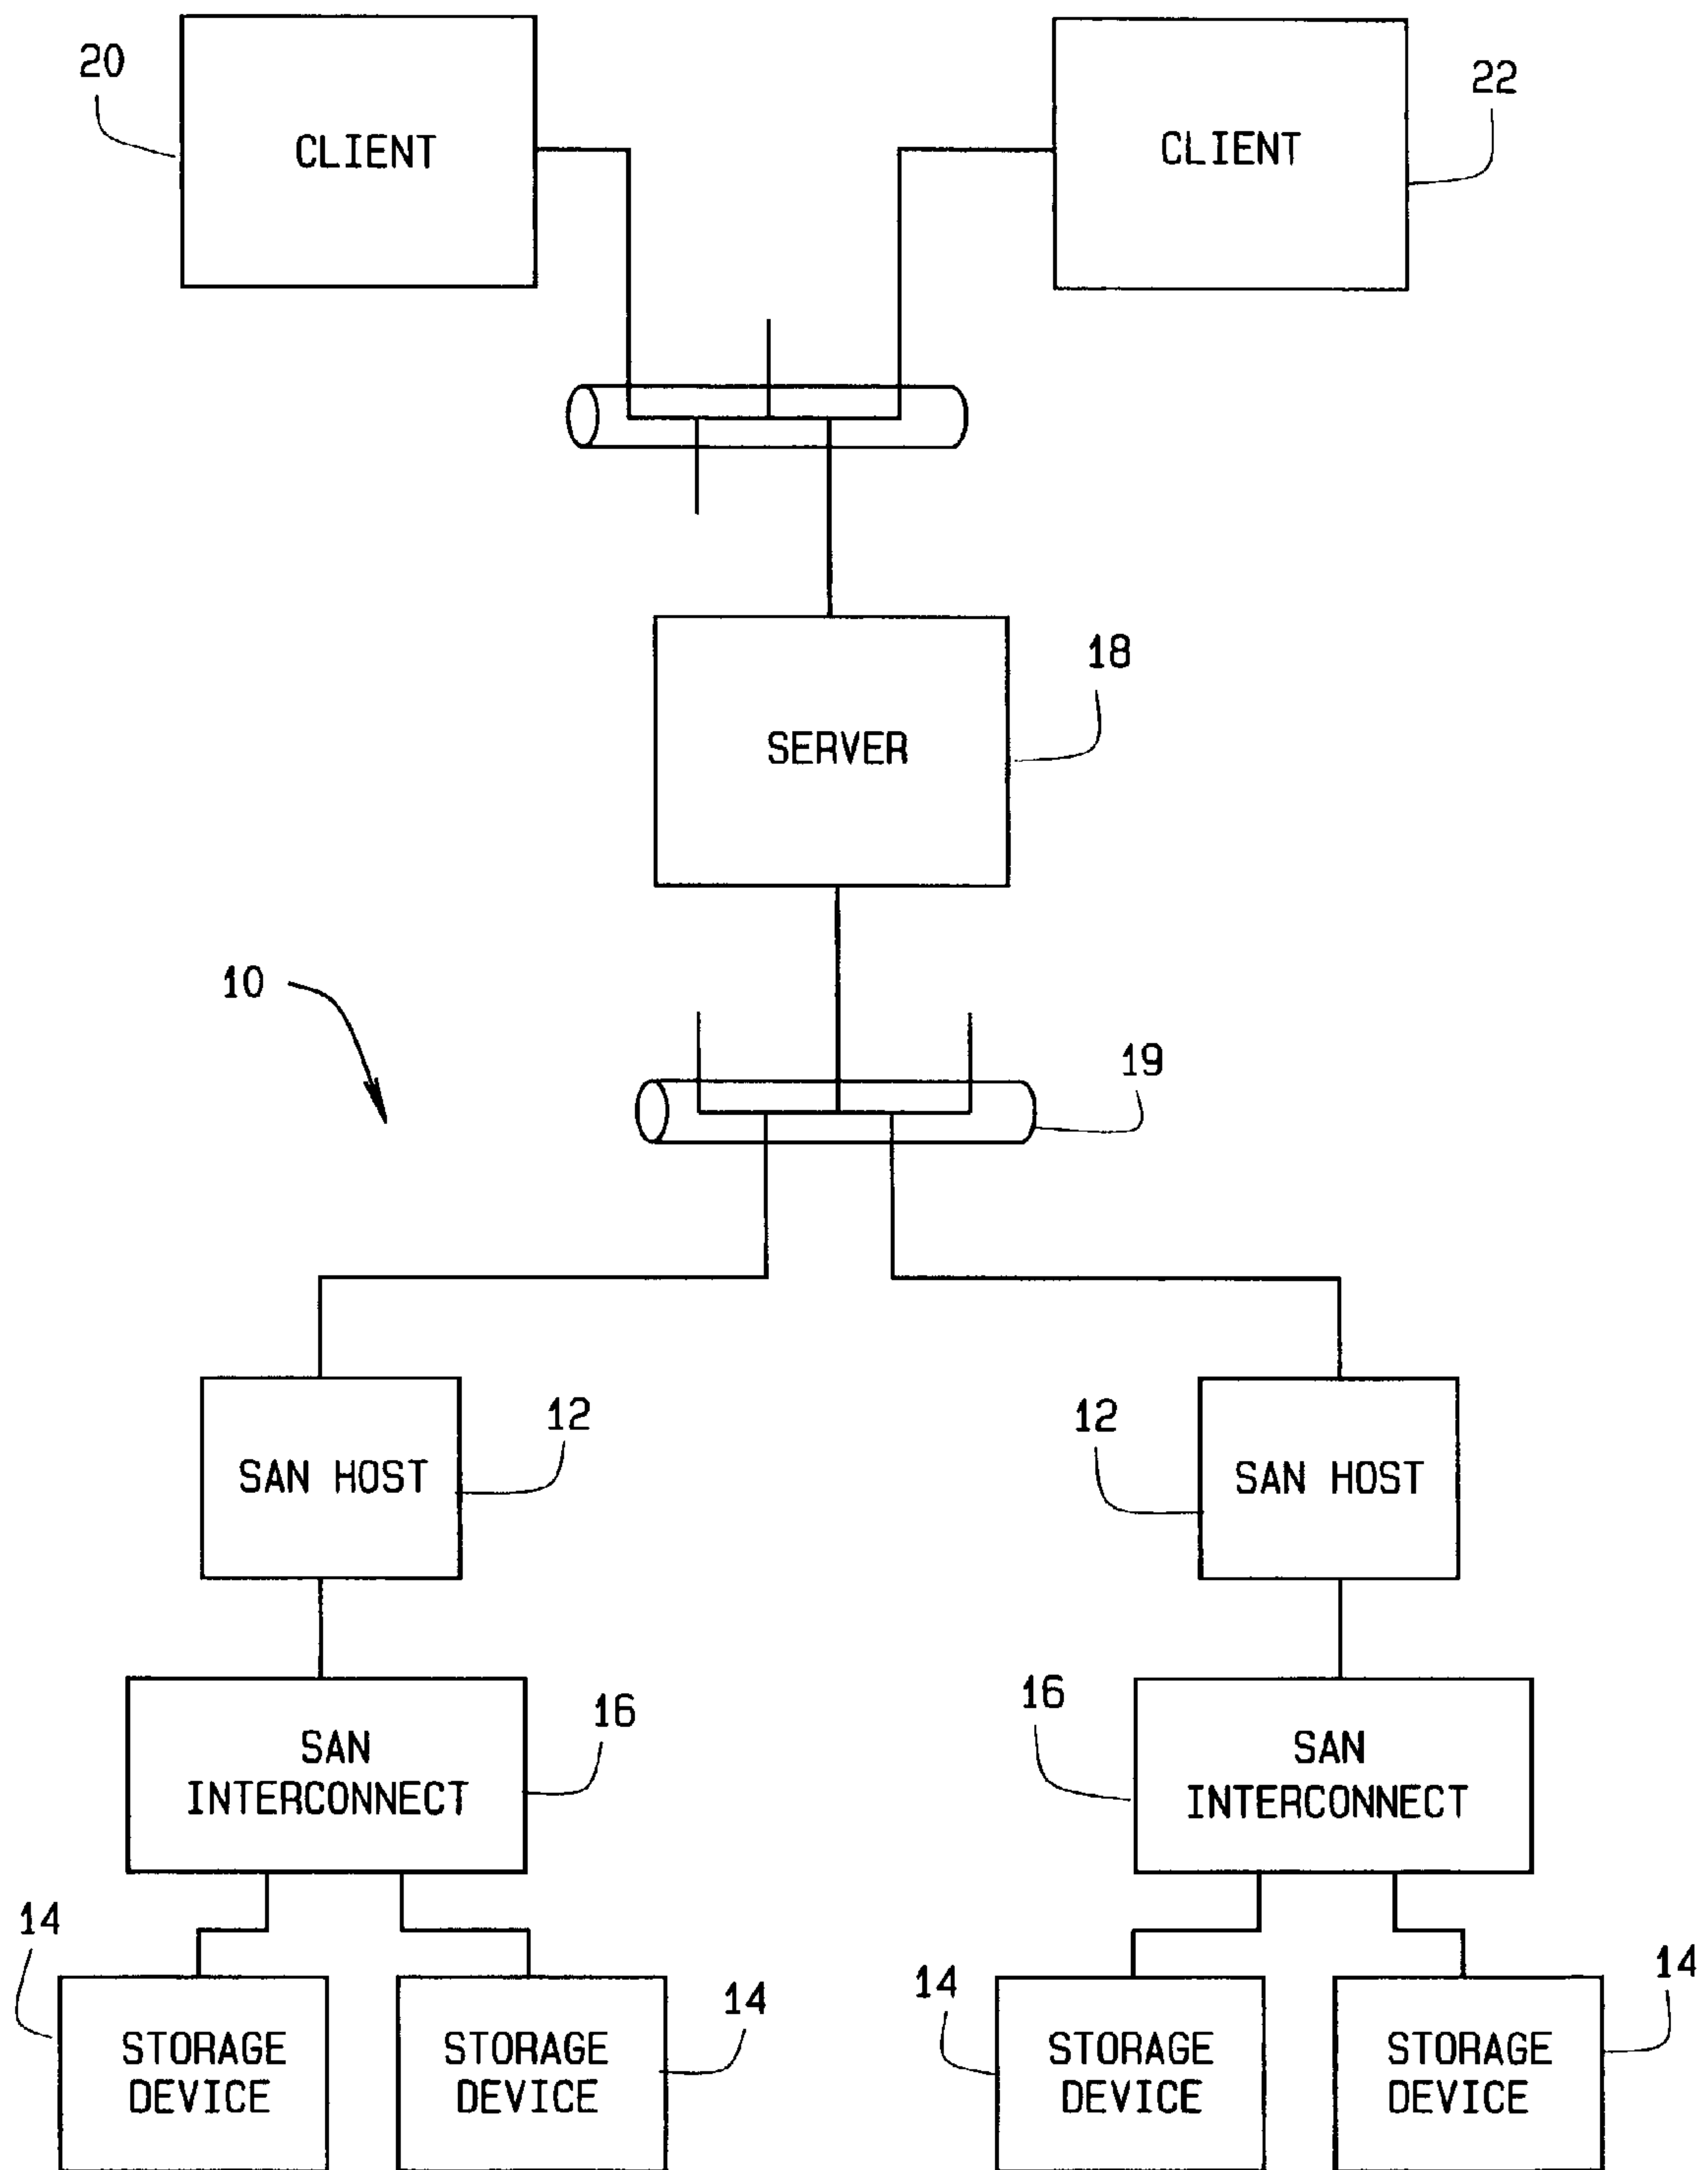 20
CLIENT
CLIENT
22
18
SERVER
10
19
12
SAN HOST
12
SAN HOST
16
SAN
INTERCONNECT
16
SAN
INTERCONNECT
14
STORAGE
DEVICE
14
STORAGE
DEVICE
14
STORAGE
DEVICE
14
STORAGE
DEVICE